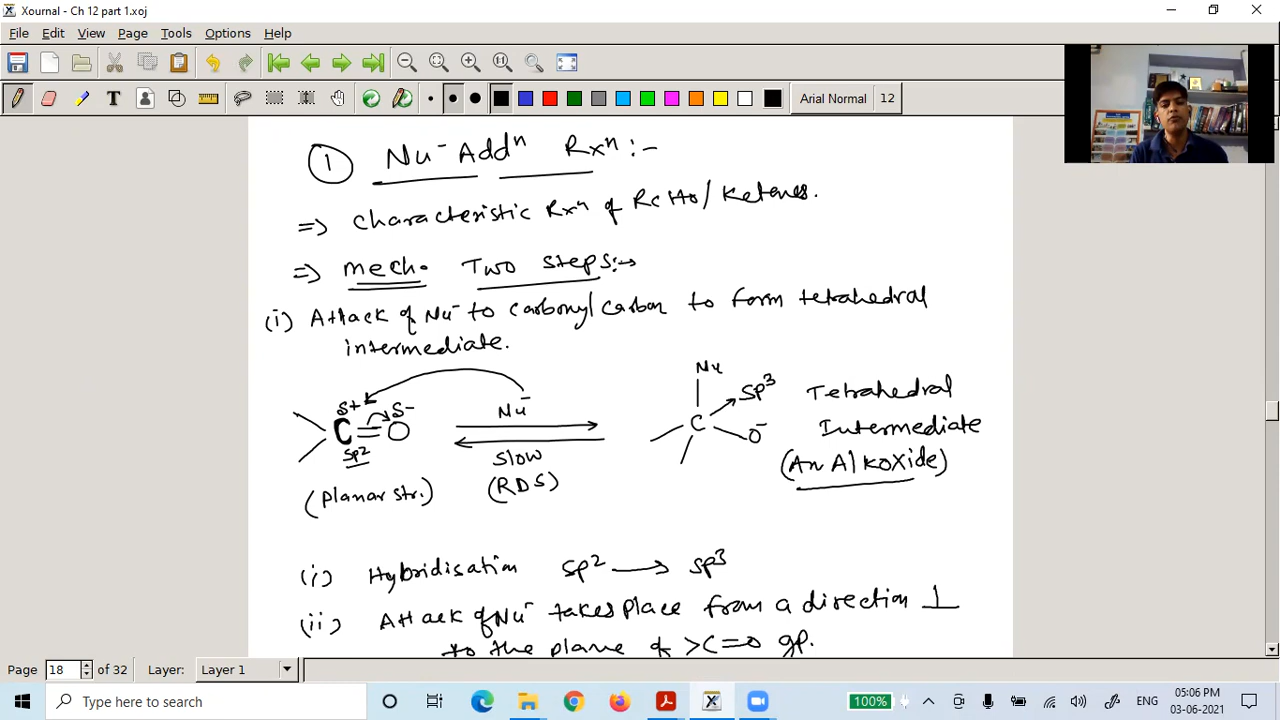 Xournal - Ch 12 part 1.xoj
File Edit View Page Tools Options Help
Arial Normal 12
① Nu⁻ Addⁿ Rxⁿ :-
=> Characteristic Rxⁿ of RCHO/Ketones.
=> mech. Two steps:→
(i) Attack of Nu⁻ to carbonyl carbon to form tetrahedral
intermediate.
δ+ δ-
C=O
sp²
(Planar str.)
Nu⁻
Slow
(RDS)
Nu
sp³
C
O⁻
Tetrahedral
Intermediate
(An Alkoxide)
(i) Hybridisation sp² → sp³
(ii) Attack of Nu⁻ takes place from a direction ⊥
to the plane of >C=O gp.
Page 18 of 32 Layer: Layer 1
Type here to search
100%
ENG
05:06 PM
03-06-2021